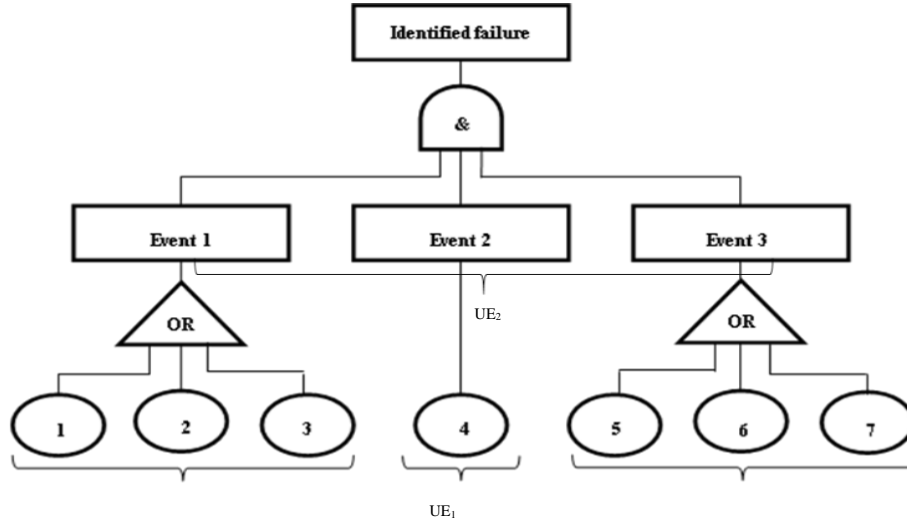 Identified failure
&
Event 1
Event 2
Event 3
UE₂
OR
OR
1
2
3
4
5
6
7
UE₁